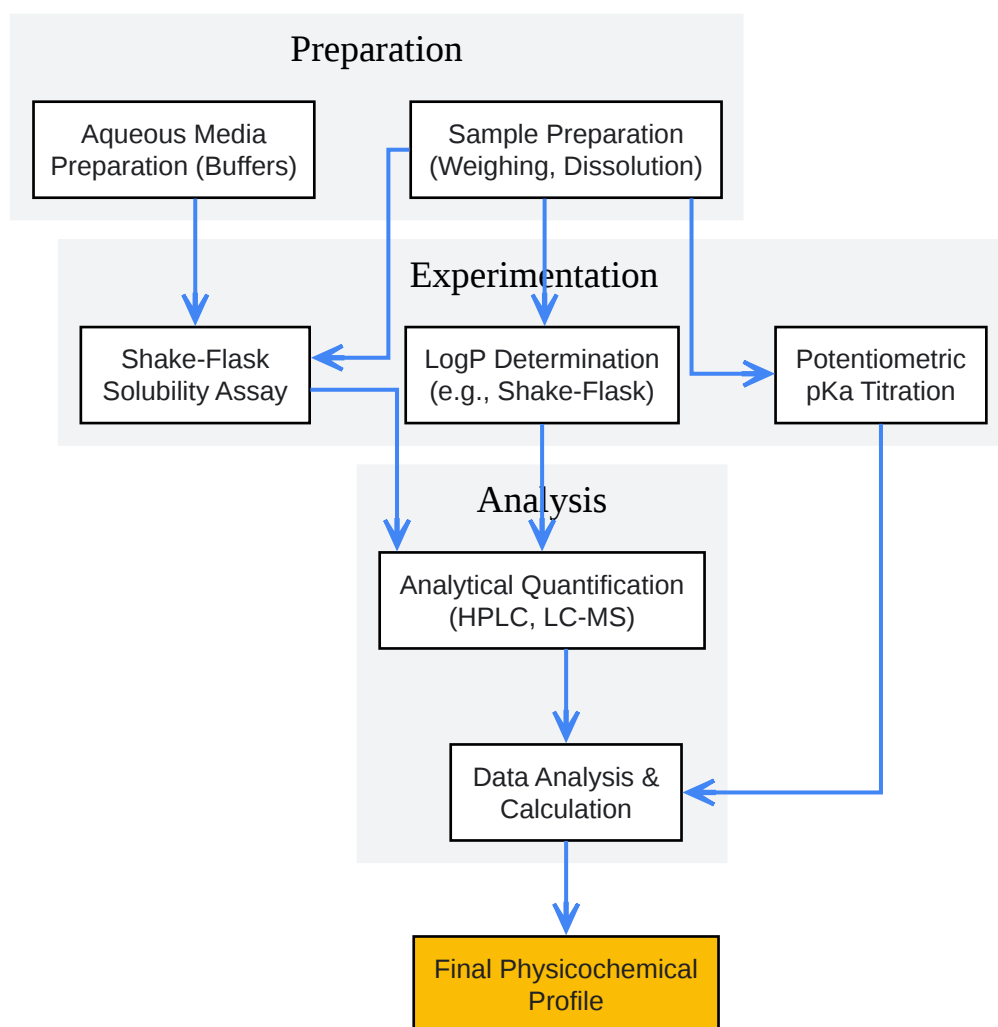 Preparation
Aqueous Media
Preparation (Buffers)
Sample Preparation
(Weighing, Dissolution)
Experimentation
Shake-Flask
Solubility Assay
LogP Determination
(e.g., Shake-Flask)
Potentiometric
pKa Titration
Analysis
Analytical Quantification
(HPLC, LC-MS)
Data Analysis &
Calculation
Final Physicochemical
Profile